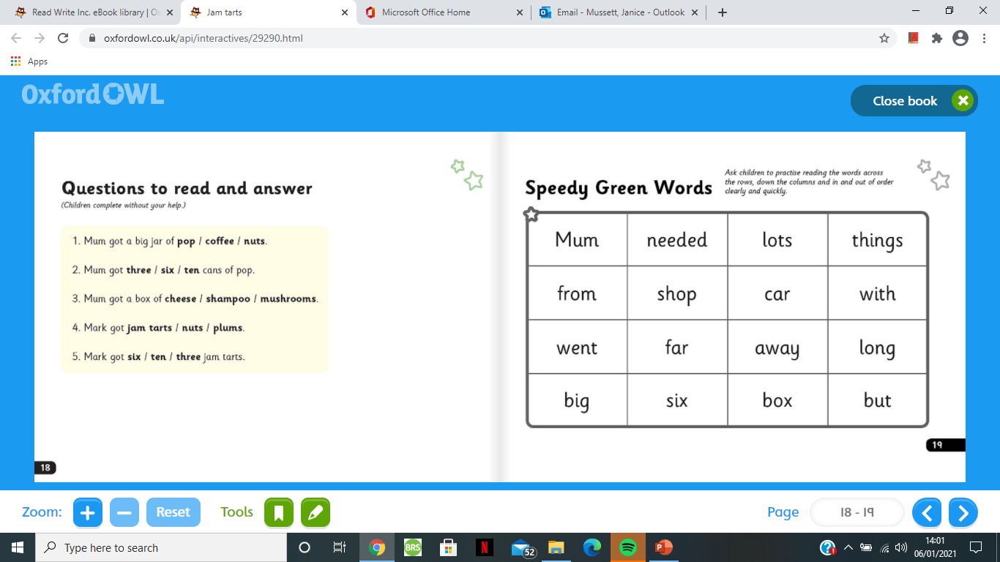 Read Write Inc. eBook library | O
Jam tarts
Microsoft Office Home
Email - Mussett, Janice - Outlook
oxfordowl.co.uk/api/interactives/29290.html
Apps
Oxford OWL
Close book
Questions to read and answer
(Children complete without your help.)
1. Mum got a big jar of pop / coffee / nuts.
2. Mum got three / six / ten cans of pop.
3. Mum got a box of cheese / shampoo / mushrooms.
4. Mark got jam tarts / nuts / plums.
5. Mark got six / ten / three jam tarts.
18
Speedy Green Words
Ask children to practise reading the words across
the rows, down the columns and in and out of order
clearly and quickly.
Mum needed lots things
from shop car with
went far away long
big six box but
19
Zoom: + − Reset Tools Page 18 - 19
Type here to search
BRS
N
52
14:01
06/01/2021